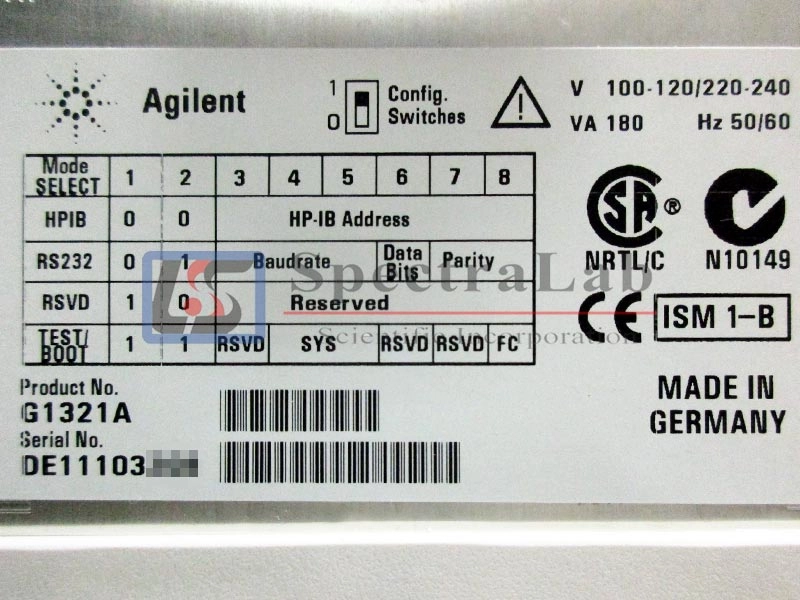 Agilent
1
0
Config.
Switches
V 100-120/220-240
VA 180 Hz 50/60
Mode SELECT 1 2 3 4 5 6 7 8
HPIB 0 0 HP-IB Address
RS232 0 1 Baudrate Data Bits Parity
RSVD 1 0 Reserved
TEST/BOOT 1 1 RSVD SYS RSVD RSVD FC
SA ®
NRTL/C
N10149
CE
ISM 1-B
LSS SpectraLab
Scientific Incorporation
Product No.
G1321A
Serial No.
DE11103
MADE IN
GERMANY